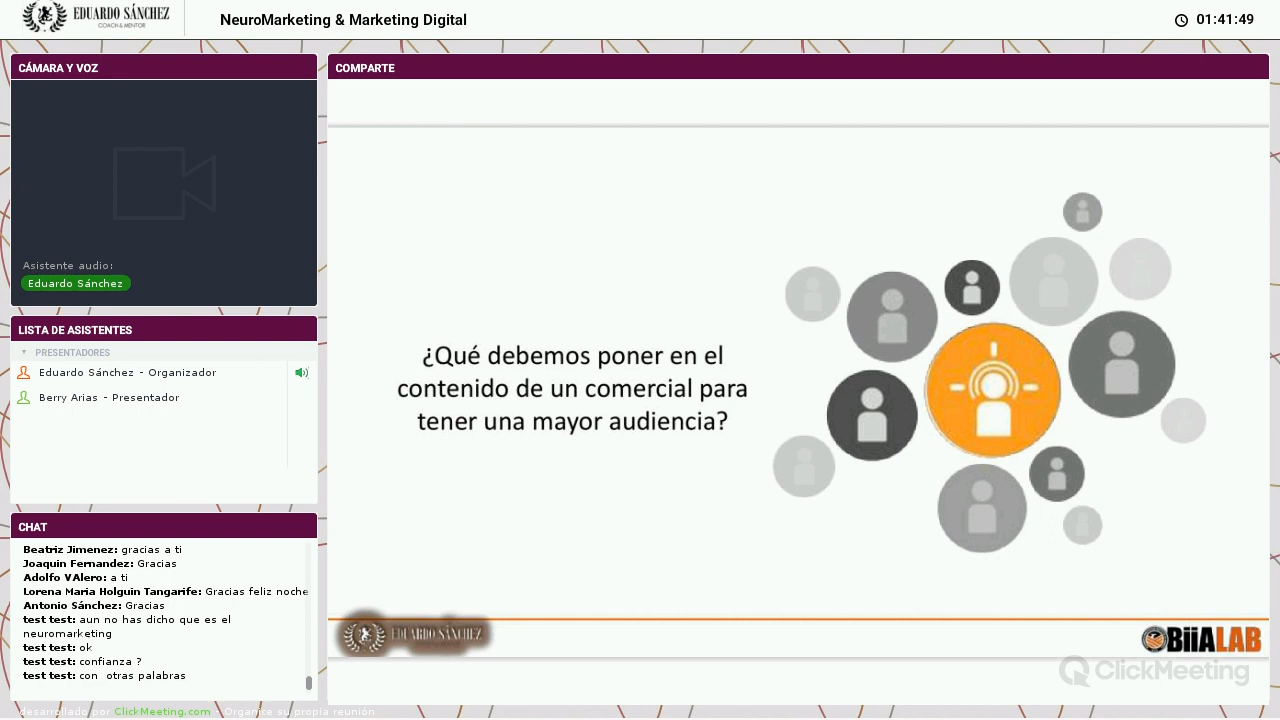 EDUARDO SÁNCHEZ
COACH & MENTOR
NeuroMarketing & Marketing Digital
01:41:49
CÁMARA Y VOZ
Asistente audio:
Eduardo Sánchez
LISTA DE ASISTENTES
PRESENTADORES
Eduardo Sánchez - Organizador
Berry Arias - Presentador
CHAT
Beatriz Jimenez: gracias a ti
Joaquin Fernandez: Gracias
Adolfo VAlero: a ti
Lorena Maria Holguin Tangarife: Gracias feliz noche
Antonio Sánchez: Gracias
test test: aun no has dicho que es el
neuromarketing
test test: ok
test test: confianza ?
test test: con otras palabras
COMPARTE
¿Qué debemos poner en el
contenido de un comercial para
tener una mayor audiencia?
EDUARDO SÁNCHEZ
BiiALAB
ClickMeeting
desarrollado por ClickMeeting.com - Organice su propia reunión